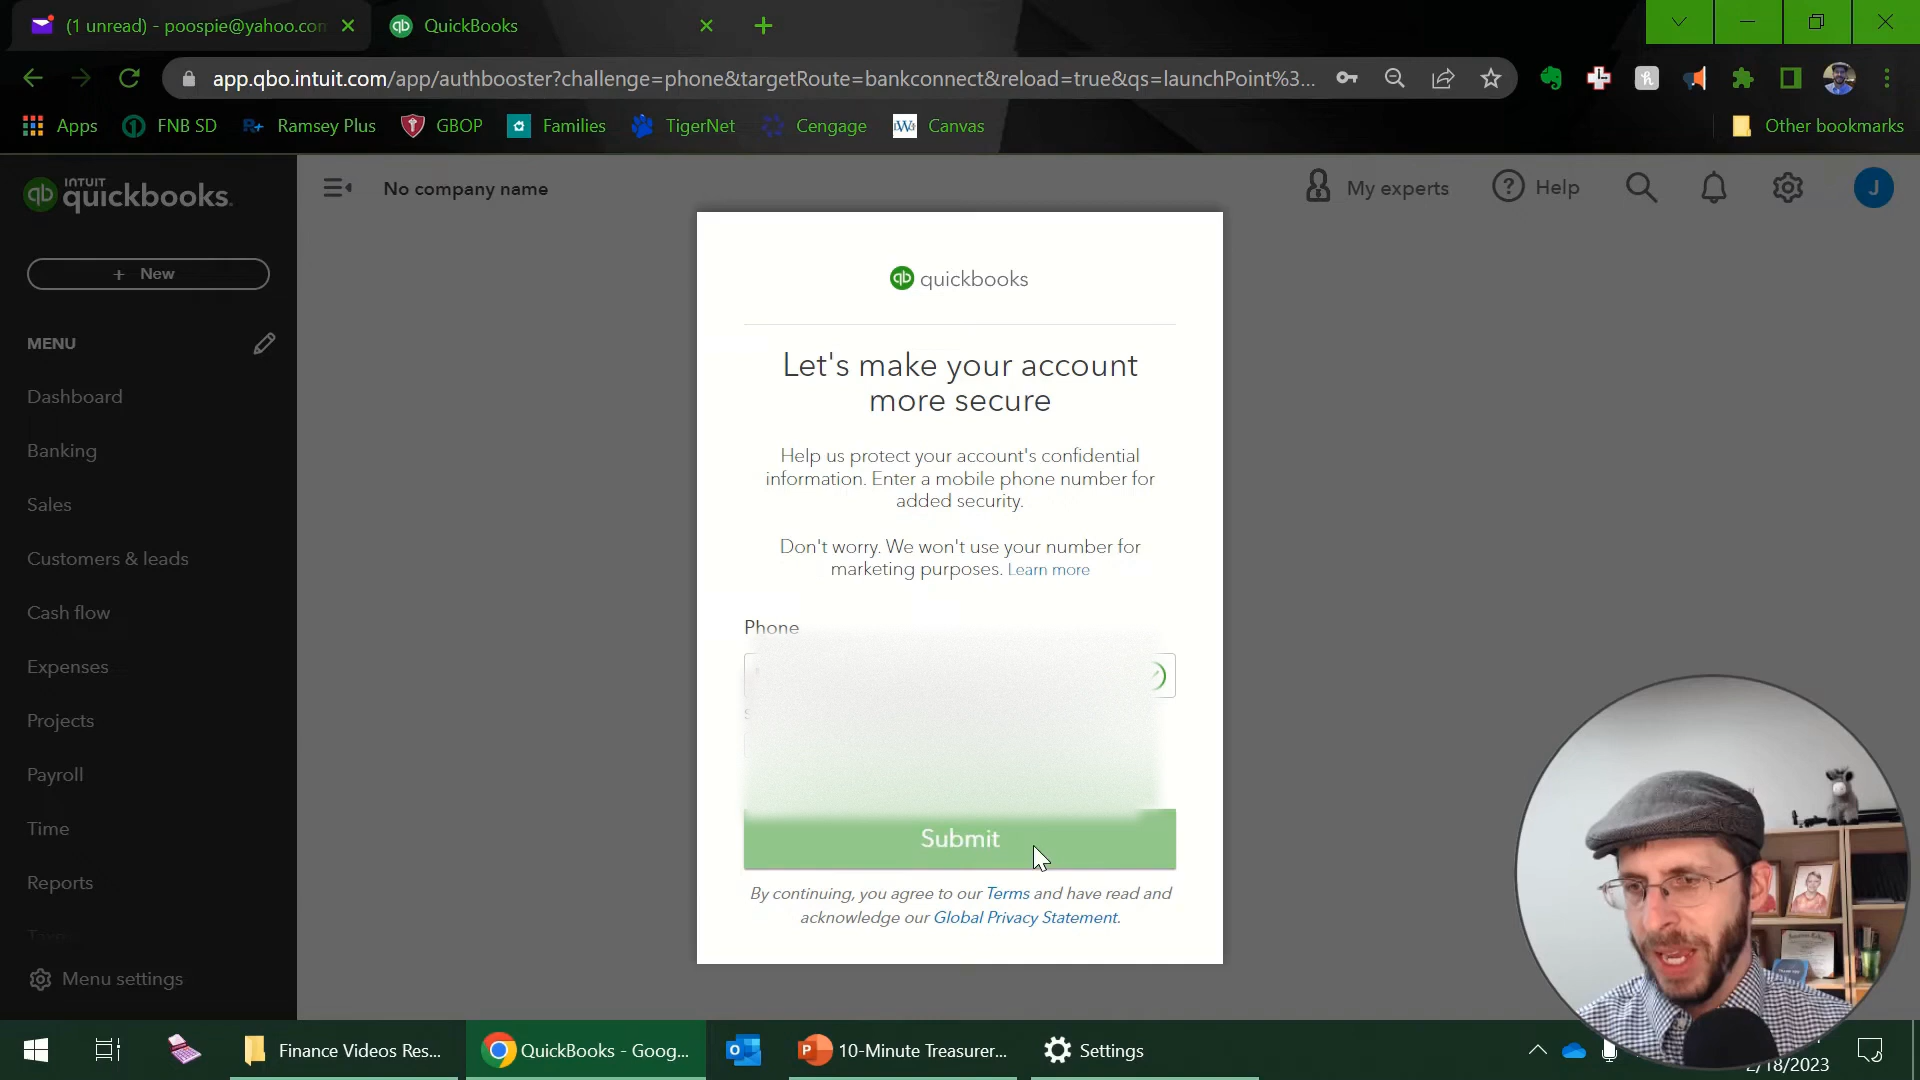 (1 unread) - poospie@yahoo.con
QuickBooks
app.qbo.intuit.com/app/authbooster?challenge=phone&targetRoute=bankconnect&reload=true&qs=launchPoint%3...
Apps
FNB SD
Ramsey Plus
GBOP
Families
TigerNet
Cengage
Canvas
Other bookmarks
INTUIT
quickbooks.
No company name
My experts
Help
J
+ New
MENU
Dashboard
Banking
Sales
Customers & leads
Cash flow
Expenses
Projects
Payroll
Time
Reports
Menu settings
qb quickbooks
Let's make your account
more secure
Help us protect your account's confidential
information. Enter a mobile phone number for
added security.
Don't worry. We won't use your number for
marketing purposes. Learn more
Phone
Submit
By continuing, you agree to our Terms and have read and
acknowledge our Global Privacy Statement.
Finance Videos Res...
QuickBooks - Goog...
10-Minute Treasurer...
Settings
2/18/2023